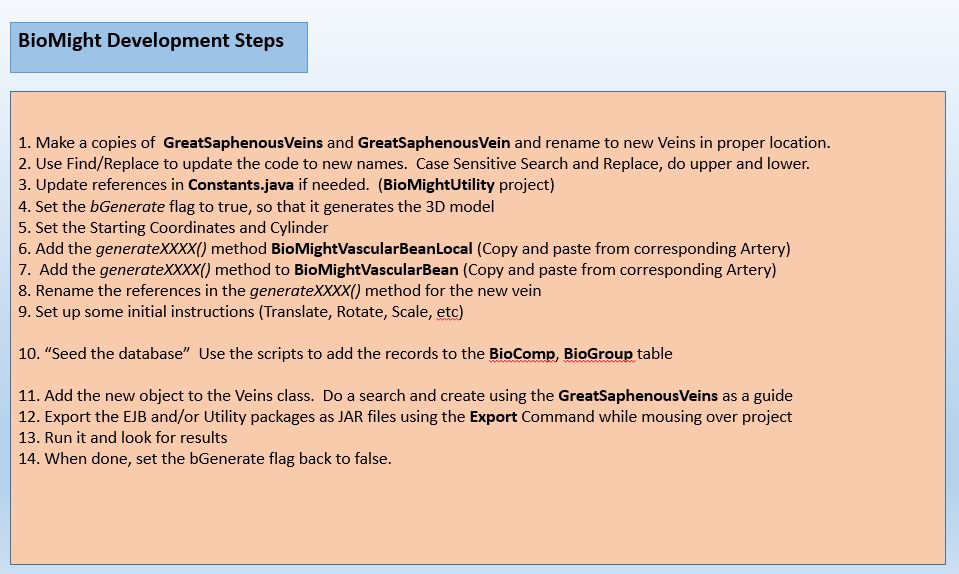 BioMight Development Steps
1. Make a copies of  GreatSaphenousVeins and GreatSaphenousVein and rename to new Veins in proper location.
2. Use Find/Replace to update the code to new names.  Case Sensitive Search and Replace, do upper and lower.
3. Update references in Constants.java if needed.  (BioMightUtility project)
4. Set the bGenerate flag to true, so that it generates the 3D model
5. Set the Starting Coordinates and Cylinder
6. Add the generateXXXX() method BioMightVascularBeanLocal (Copy and paste from corresponding Artery)
7.  Add the generateXXXX() method to BioMightVascularBean (Copy and paste from corresponding Artery)
8. Rename the references in the generateXXXX() method for the new vein
9. Set up some initial instructions (Translate, Rotate, Scale, etc)
10. “Seed the database”  Use the scripts to add the records to the BioComp, BioGroup table
11. Add the new object to the Veins class.  Do a search and create using the GreatSaphenousVeins as a guide
12. Export the EJB and/or Utility packages as JAR files using the Export Command while mousing over project
13. Run it and look for results
14. When done, set the bGenerate flag back to false.